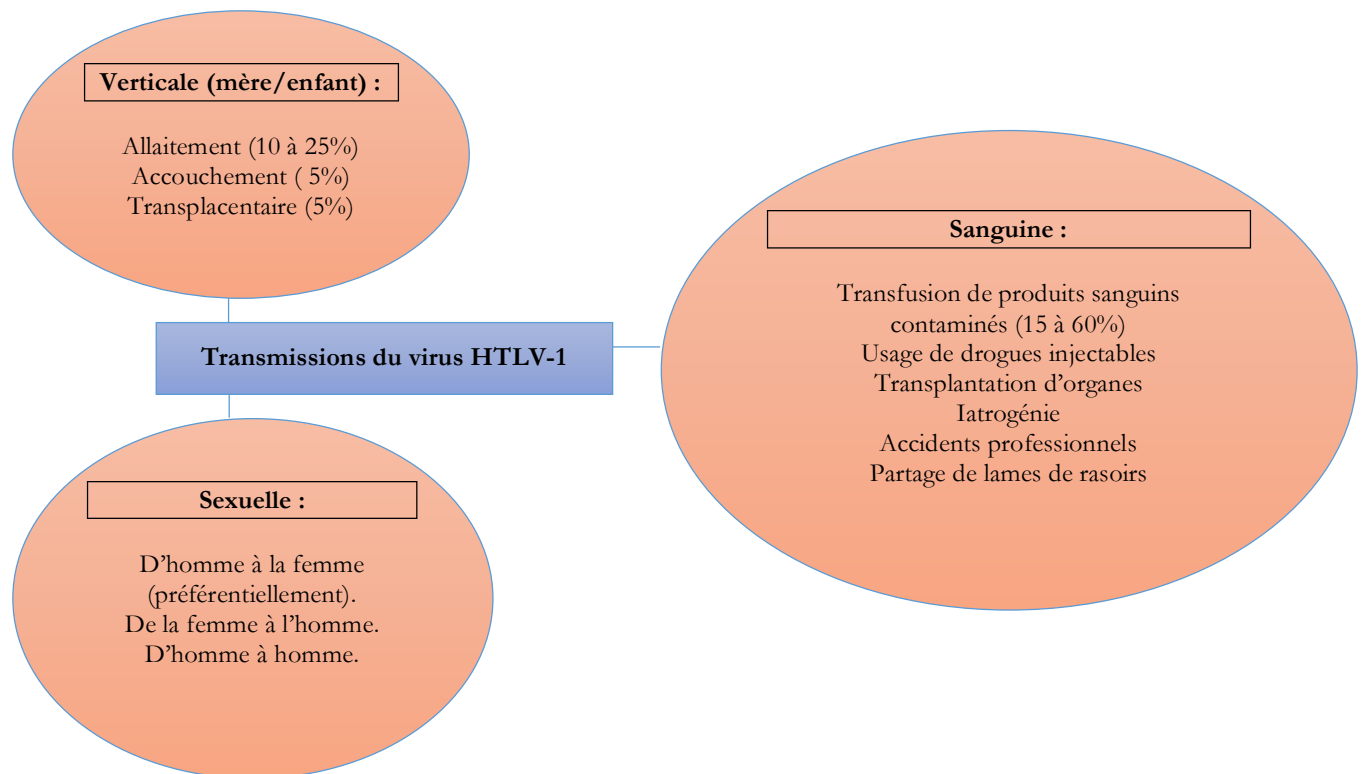 Verticale (mère/enfant) :
Allaitement (10 à 25%)
Accouchement ( 5%)
Transplacentaire (5%)
Sanguine :
Transfusion de produits sanguins
contaminés (15 à 60%)
Usage de drogues injectables
Transplantation d’organes
Iatrogénie
Accidents professionnels
Partage de lames de rasoirs
Transmissions du virus HTLV-1
Sexuelle :
D’homme à la femme
(préférentiellement).
De la femme à l’homme.
D’homme à homme.